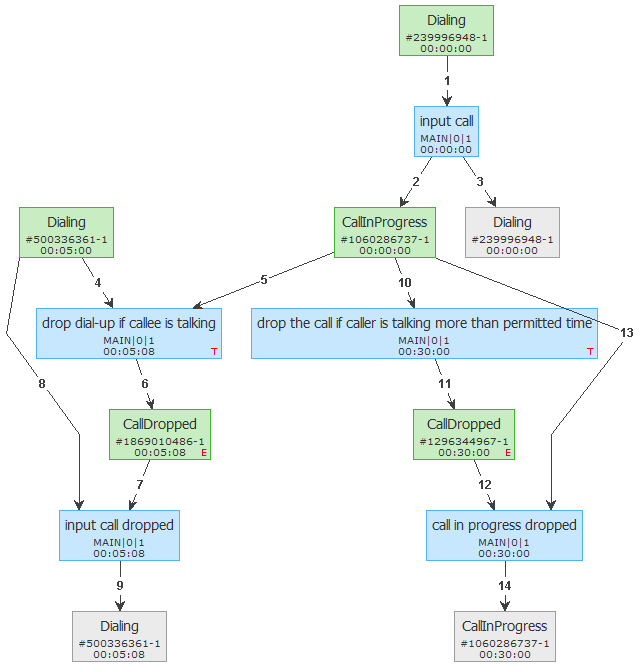 Dialing
#239996948-1
00:00:00
1
input call
MAIN|0|1
00:00:00
2
3
Dialing
#500336361-1
00:05:00
CallInProgress
#1060286737-1
00:00:00
Dialing
#239996948-1
00:00:00
4
5
10
drop dial-up if callee is talking
MAIN|0|1
00:05:08
T
drop the call if caller is talking more than permitted time
MAIN|0|1
00:30:00
T
13
8
6
11
CallDropped
#1869010486-1
00:05:08
E
CallDropped
#1296344967-1
00:30:00
E
7
12
input call dropped
MAIN|0|1
00:05:08
call in progress dropped
MAIN|0|1
00:30:00
9
14
Dialing
#500336361-1
00:05:08
CallInProgress
#1060286737-1
00:30:00